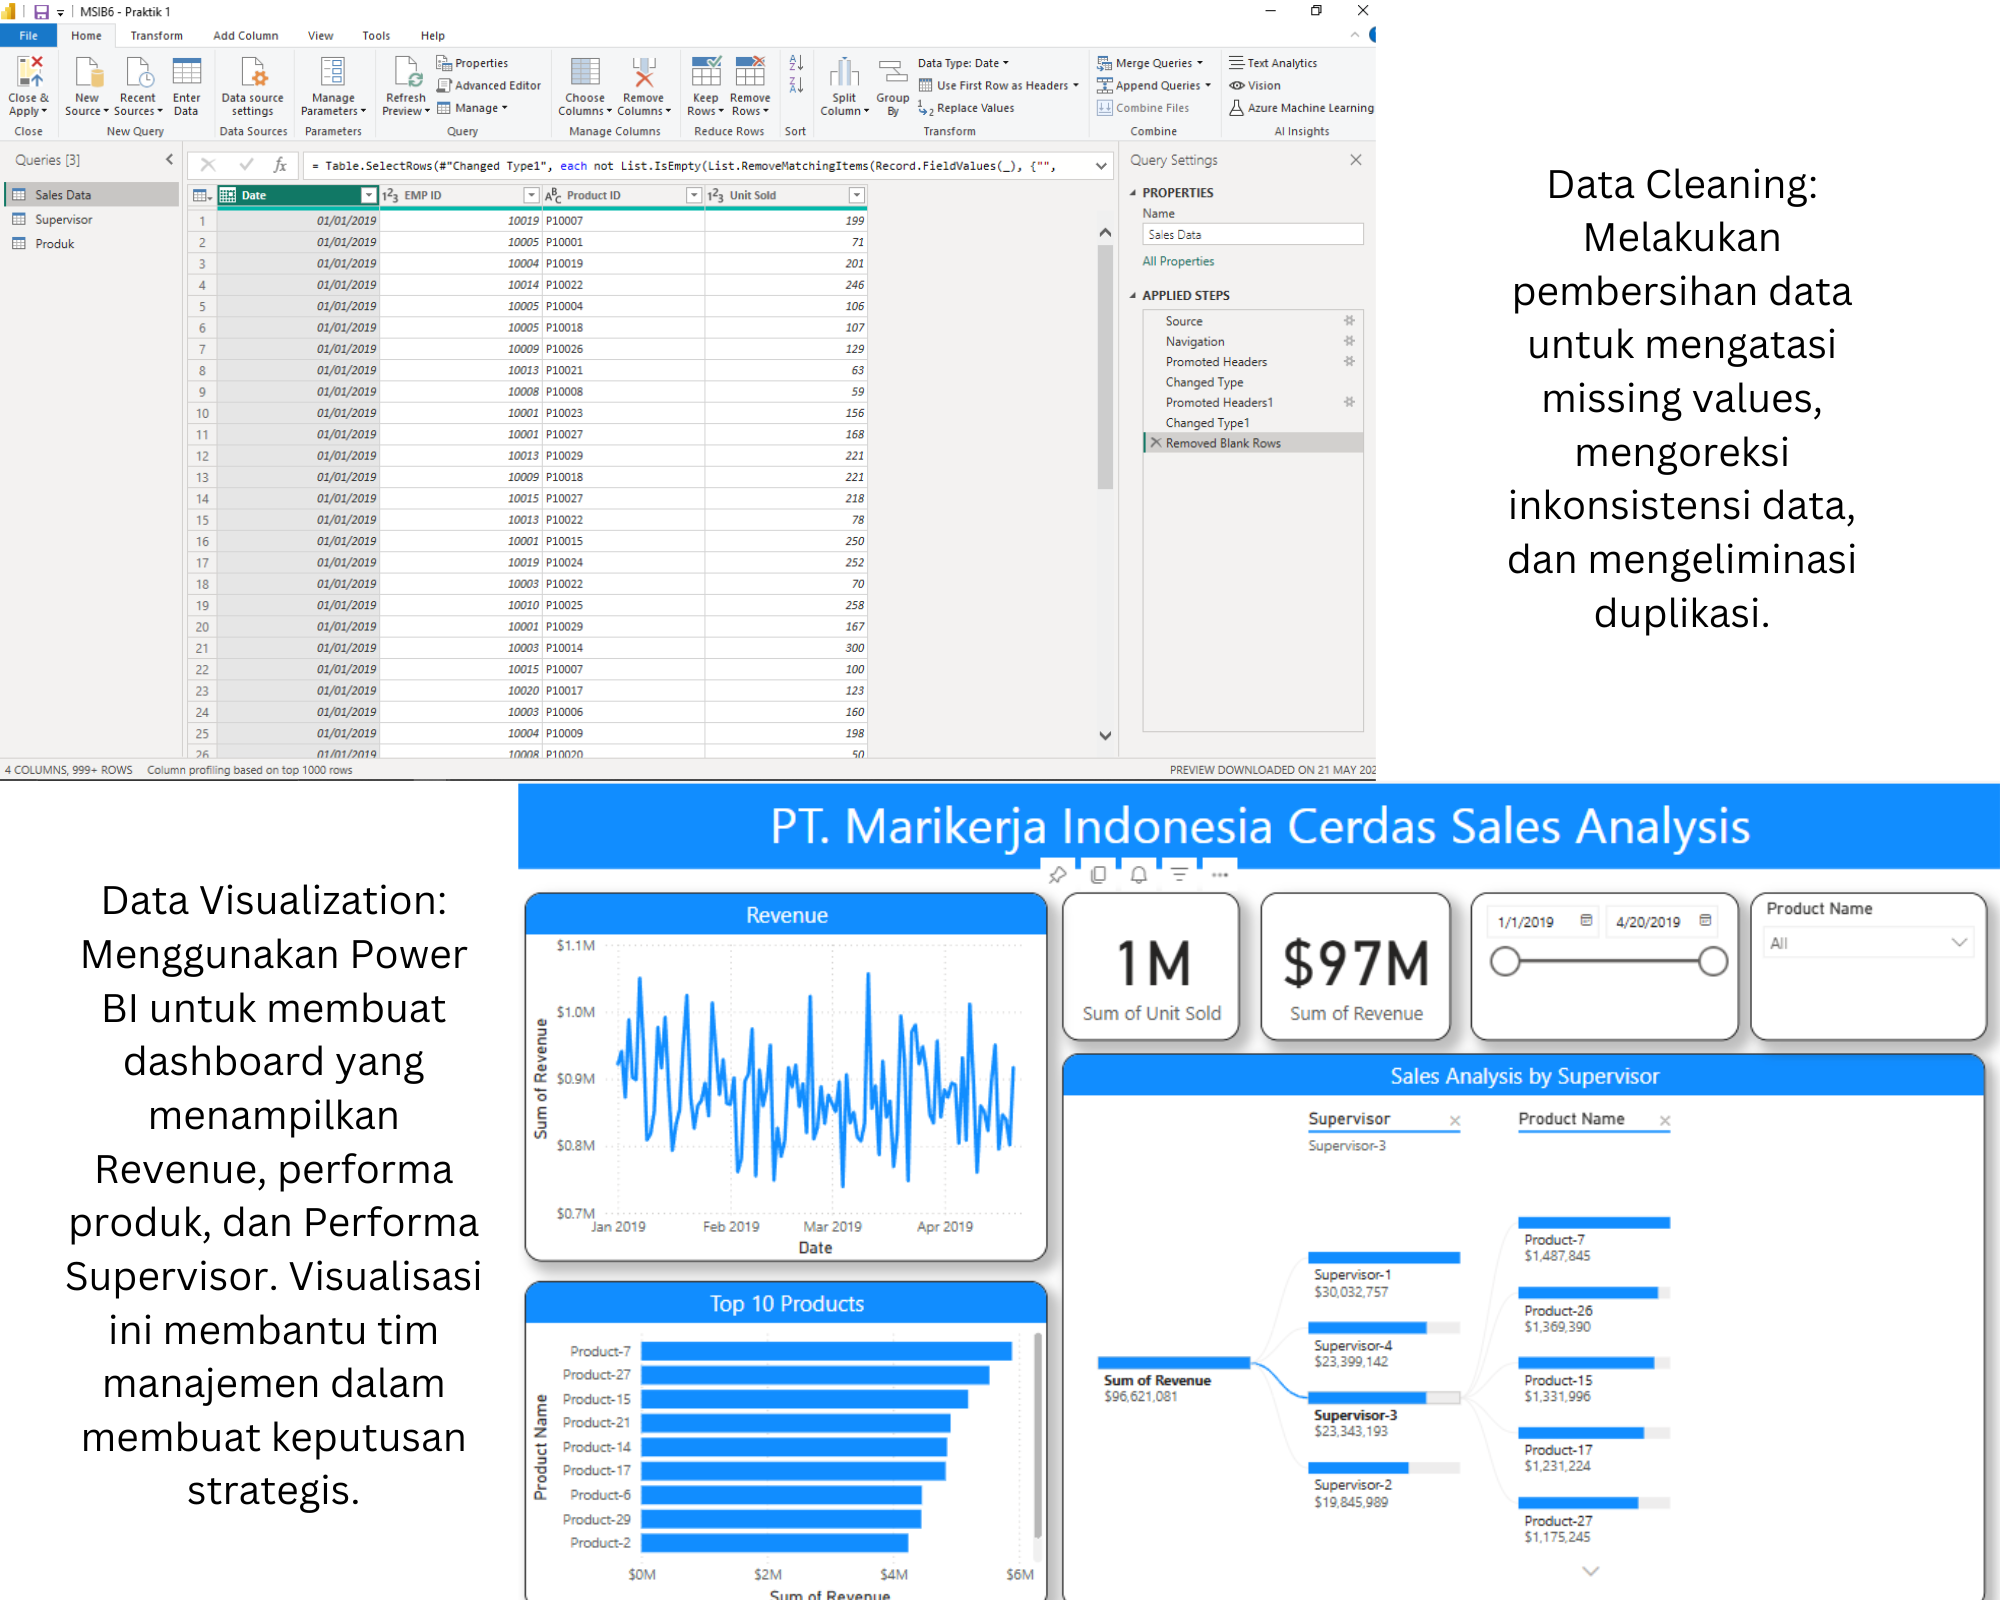 MSIB6 - Praktik 1
File Home Transform Add Column View Tools Help
Close & Apply
Close
New Source
Recent Sources
Enter Data
New Query
Data source settings
Data Sources
Manage Parameters
Parameters
Refresh Preview
Properties
Advanced Editor
Manage
Query
Choose Columns
Remove Columns
Manage Columns
Keep Rows
Remove Rows
Reduce Rows
Sort
Split Column
Group By
Data Type: Date
Use First Row as Headers
Replace Values
Transform
Merge Queries
Append Queries
Combine Files
Combine
Text Analytics
Vision
Azure Machine Learning
AI Insights
Queries [3]
Sales Data
Supervisor
Produk
= Table.SelectRows(#"Changed Type1", each not List.IsEmpty(List.RemoveMatchingItems(Record.FieldValues(_), {"",
Date EMP ID Product ID Unit Sold
1 01/01/2019 10019 P10007 199
2 01/01/2019 10005 P10001 71
3 01/01/2019 10004 P10019 201
4 01/01/2019 10014 P10022 246
5 01/01/2019 10005 P10004 106
6 01/01/2019 10005 P10018 107
7 01/01/2019 10009 P10026 129
8 01/01/2019 10013 P10021 63
9 01/01/2019 10008 P10008 59
10 01/01/2019 10001 P10023 156
11 01/01/2019 10001 P10027 168
12 01/01/2019 10013 P10029 221
13 01/01/2019 10009 P10018 221
14 01/01/2019 10015 P10027 218
15 01/01/2019 10013 P10022 78
16 01/01/2019 10001 P10015 250
17 01/01/2019 10019 P10024 252
18 01/01/2019 10003 P10022 70
19 01/01/2019 10010 P10025 258
20 01/01/2019 10001 P10029 167
21 01/01/2019 10003 P10014 300
22 01/01/2019 10015 P10007 100
23 01/01/2019 10020 P10017 123
24 01/01/2019 10003 P10006 160
25 01/01/2019 10004 P10009 198
26 01/01/2019 10008 P10020 50
4 COLUMNS, 999+ ROWS Column profiling based on top 1000 rows
PREVIEW DOWNLOADED ON 21 MAY 202
Query Settings
PROPERTIES
Name
Sales Data
All Properties
APPLIED STEPS
Source
Navigation
Promoted Headers
Changed Type
Promoted Headers1
Changed Type1
Removed Blank Rows
Data Cleaning:
Melakukan
pembersihan data
untuk mengatasi
missing values,
mengoreksi
inkonsistensi data,
dan mengeliminasi
duplikasi.
Data Visualization:
Menggunakan Power
BI untuk membuat
dashboard yang
menampilkan
Revenue, performa
produk, dan Performa
Supervisor. Visualisasi
ini membantu tim
manajemen dalam
membuat keputusan
strategis.
PT. Marikerja Indonesia Cerdas Sales Analysis
Revenue
Sum of Revenue
$1.1M
$1.0M
$0.9M
$0.8M
$0.7M
Jan 2019 Feb 2019 Mar 2019 Apr 2019
Date
1M
Sum of Unit Sold
$97M
Sum of Revenue
1/1/2019 4/20/2019
Product Name
All
Top 10 Products
Product Name
Product-7
Product-27
Product-15
Product-21
Product-14
Product-17
Product-6
Product-29
Product-2
$0M $2M $4M $6M
Sum of Revenue
Sales Analysis by Supervisor
Supervisor
Supervisor-3
Product Name
Sum of Revenue
$96,621,081
Supervisor-1
$30,032,757
Supervisor-4
$23,399,142
Supervisor-3
$23,343,193
Supervisor-2
$19,845,989
Product-7
$1,487,845
Product-26
$1,369,390
Product-15
$1,331,996
Product-17
$1,231,224
Product-27
$1,175,245